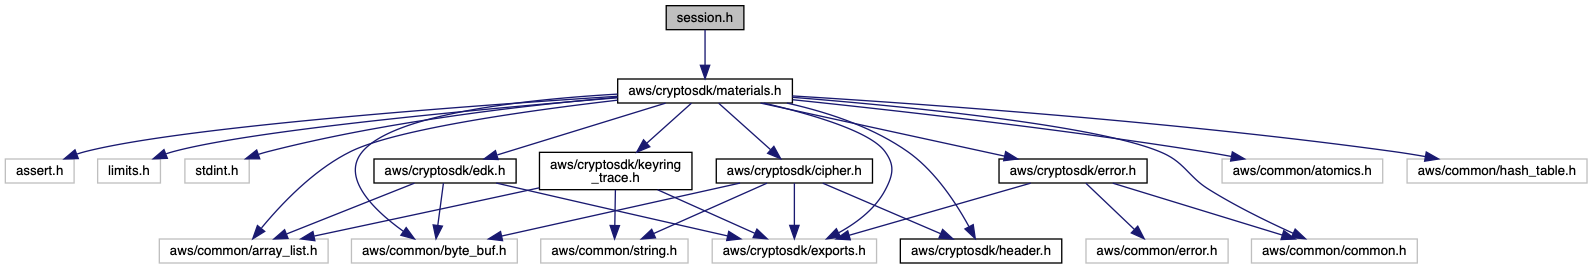 session.h
aws/cryptosdk/materials.h
assert.h
limits.h
stdint.h
aws/cryptosdk/edk.h
aws/cryptosdk/keyring
_trace.h
aws/cryptosdk/cipher.h
aws/cryptosdk/error.h
aws/common/atomics.h
aws/common/hash_table.h
aws/common/array_list.h
aws/common/byte_buf.h
aws/common/string.h
aws/cryptosdk/exports.h
aws/cryptosdk/header.h
aws/common/error.h
aws/common/common.h